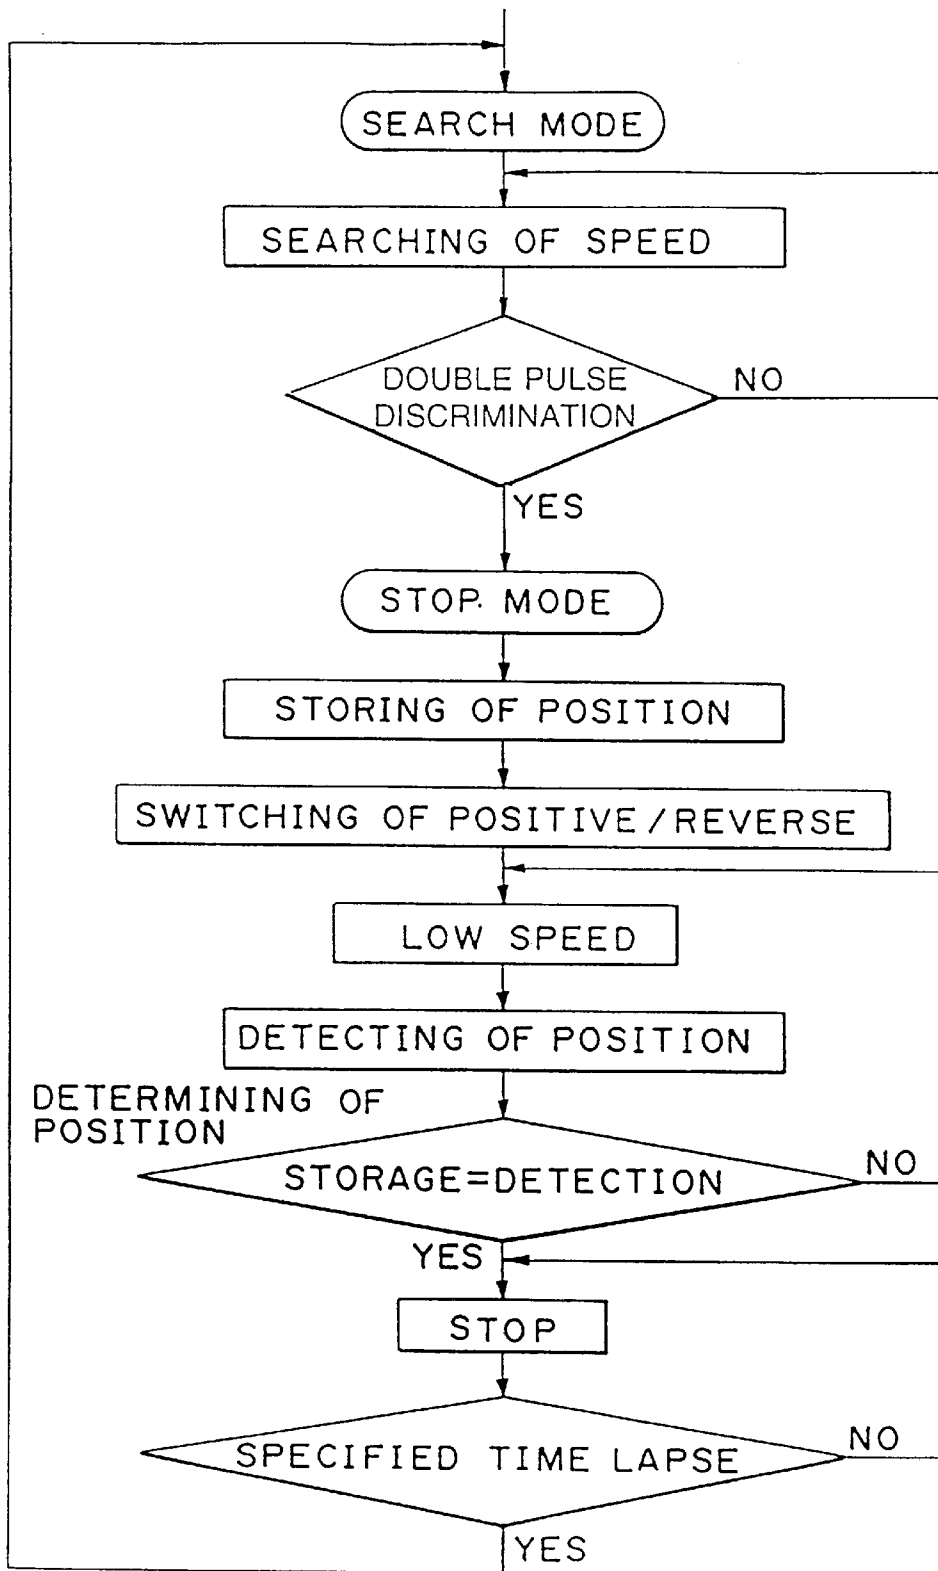 SEARCH MODE
SEARCHING OF SPEED
DOUBLE PULSE
DISCRIMINATION
NO
YES
STOP. MODE
STORING OF POSITION
SWITCHING OF POSITIVE/REVERSE
LOW SPEED
DETECTING OF POSITION
DETERMINING OF
POSITION
STORAGE=DETECTION
NO
YES
STOP
SPECIFIED TIME LAPSE
NO
YES